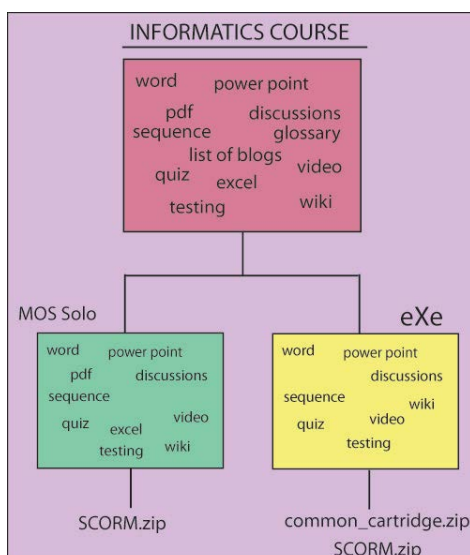 INFORMATICS COURSE
word power point
pdf discussions
sequence glossary
list of blogs
quiz excel video
testing wiki
MOS Solo
word power point
pdf discussions
sequence
quiz excel video
testing wiki
SCORM.zip
eXe
word power point
discussions
sequence wiki
quiz video
testing
common_cartridge.zip
SCORM.zip